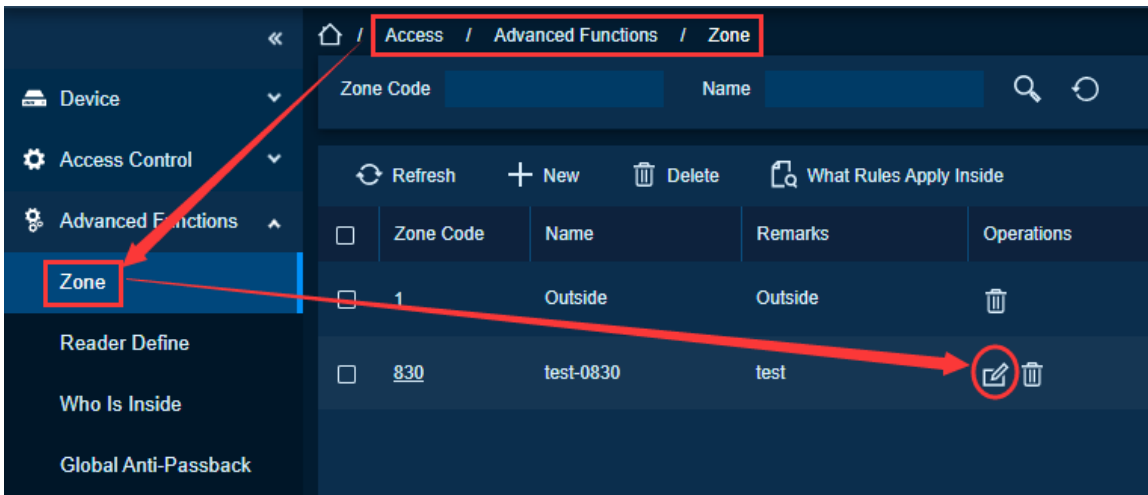 « / Access / Advanced Functions / Zone
Device
Access Control
Advanced Functions
Zone
Reader Define
Who Is Inside
Global Anti-Passback
Zone Code Name
Refresh New Delete What Rules Apply Inside
Zone Code Name Remarks Operations
1 Outside Outside
830 test-0830 test